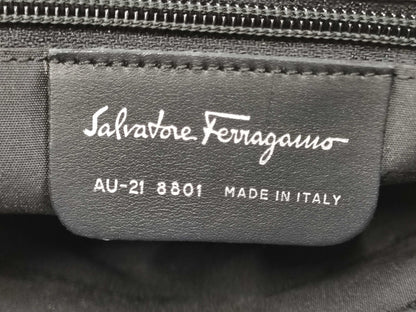 Salvatore Ferragamo
AU-21 8801 MADE IN ITALY